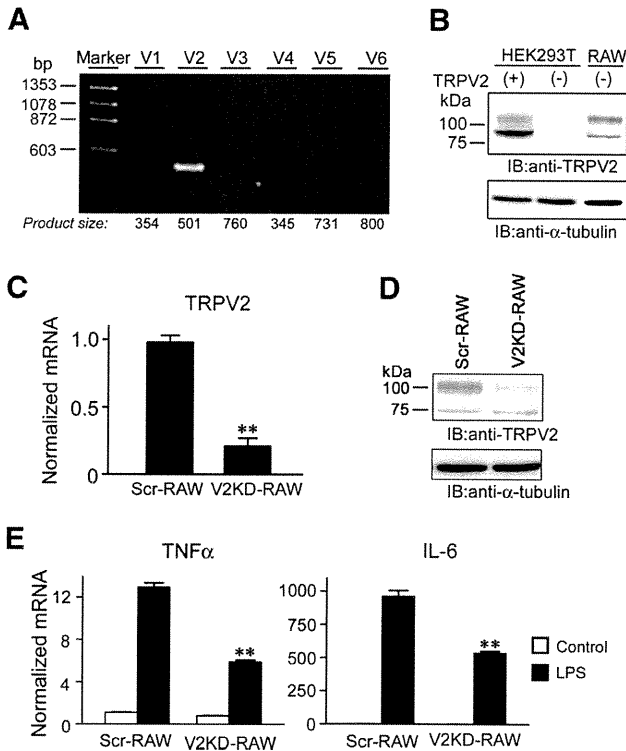 A
bp Marker V1 V2 V3 V4 V5 V6
1353
1078
872
603
Product size: 354 501 760 345 731 800
B
HEK293T RAW
TRPV2 (+) (-) (-)
kDa
100
75
IB:anti-TRPV2
IB:anti-α-tubulin
C
TRPV2
Normalized mRNA
1.0
0.5
0
Scr-RAW V2KD-RAW
**
D
Scr-RAW V2KD-RAW
kDa
100
75
IB:anti-TRPV2
IB:anti-α-tubulin
E
TNFα
Normalized mRNA
12
8
4
0
**
Scr-RAW V2KD-RAW
IL-6
1000
750
500
250
0
**
Scr-RAW V2KD-RAW
Control
LPS